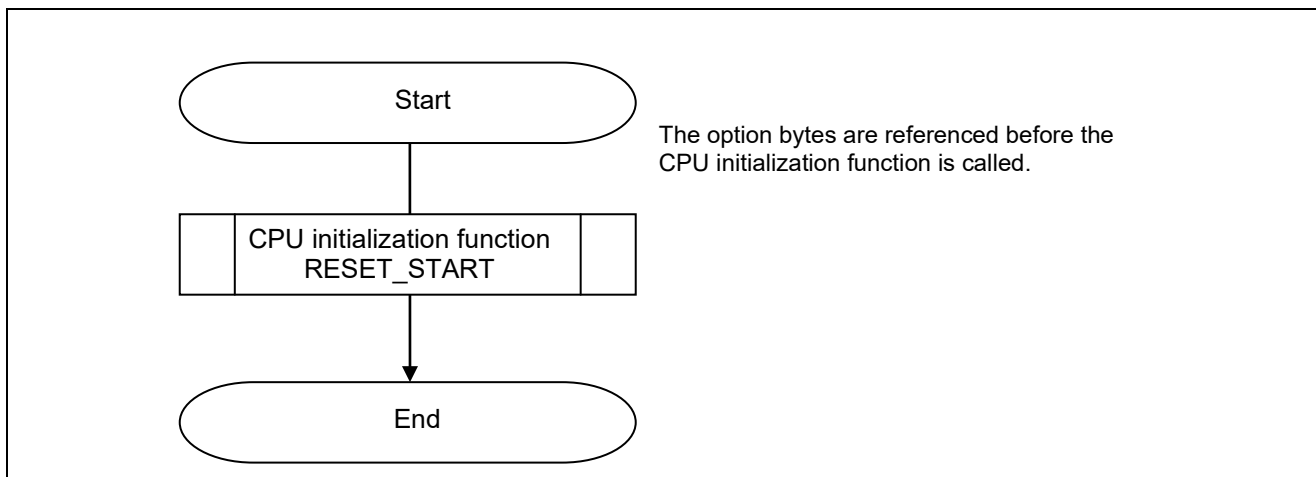 Start
The option bytes are referenced before the
CPU initialization function is called.
CPU initialization function
RESET_START
End